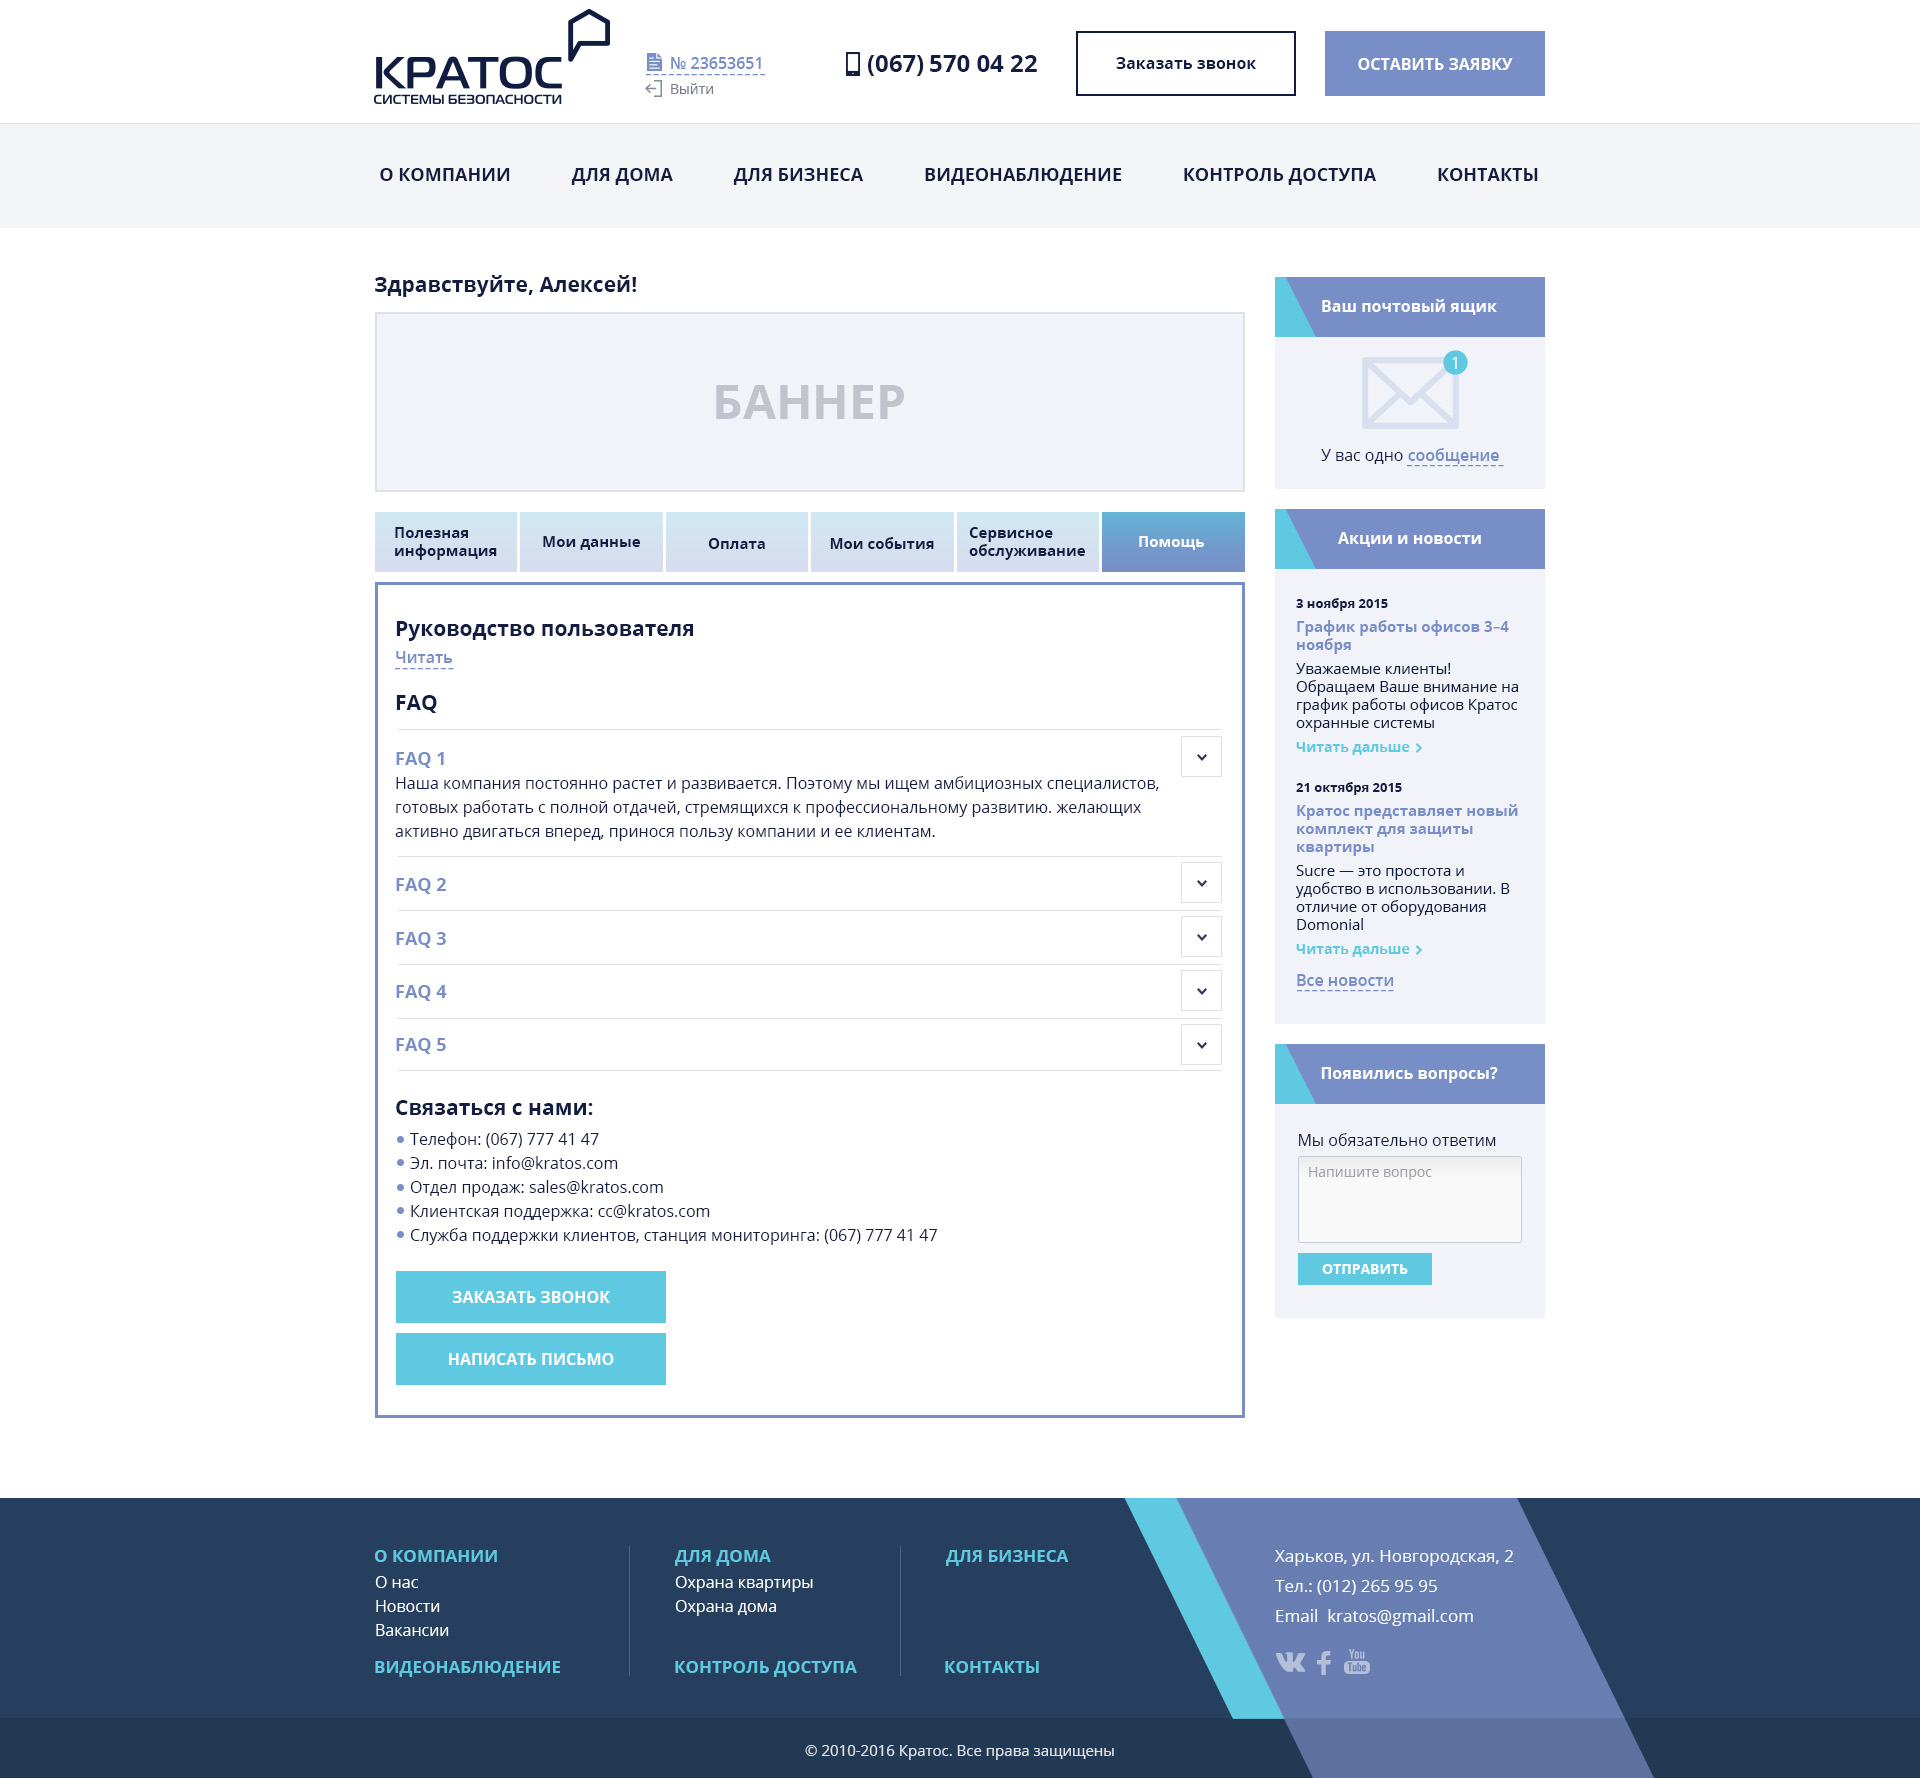 КРАТОС
СИСТЕМЫ БЕЗОПАСНОСТИ
№ 23653651
Выйти
(067) 570 04 22
Заказать звонок
ОСТАВИТЬ ЗАЯВКУ
О КОМПАНИИ
ДЛЯ ДОМА
ДЛЯ БИЗНЕСА
ВИДЕОНАБЛЮДЕНИЕ
КОНТРОЛЬ ДОСТУПА
КОНТАКТЫ
Здравствуйте, Алексей!
БАННЕР
Полезная
информация
Мои данные
Оплата
Мои события
Сервисное
обслуживание
Помощь
Руководство пользователя
Читать
FAQ
FAQ 1
Наша компания постоянно растет и развивается. Поэтому мы ищем амбициозных специалистов,
готовых работать с полной отдачей, стремящихся к профессиональному развитию. желающих
активно двигаться вперед, принося пользу компании и ее клиентам.
FAQ 2
FAQ 3
FAQ 4
FAQ 5
Связаться с нами:
Телефон: (067) 777 41 47
Эл. почта: info@kratos.com
Отдел продаж: sales@kratos.com
Клиентская поддержка: cc@kratos.com
Служба поддержки клиентов, станция мониторинга: (067) 777 41 47
ЗАКАЗАТЬ ЗВОНОК
НАПИСАТЬ ПИСЬМО
Ваш почтовый ящик
1
У вас одно сообщение
Акции и новости
3 ноября 2015
График работы офисов 3–4
ноября
Уважаемые клиенты!
Обращаем Ваше внимание на
график работы офисов Кратос
охранные системы
Читать дальше
21 октября 2015
Кратос представляет новый
комплект для защиты
квартиры
Sucre — это простота и
удобство в использовании. В
отличие от оборудования
Domonial
Читать дальше
Все новости
Появились вопросы?
Мы обязательно ответим
Напишите вопрос
ОТПРАВИТЬ
О КОМПАНИИ
О нас
Новости
Вакансии
ВИДЕОНАБЛЮДЕНИЕ
ДЛЯ ДОМА
Охрана квартиры
Охрана дома
КОНТРОЛЬ ДОСТУПА
ДЛЯ БИЗНЕСА
КОНТАКТЫ
Харьков, ул. Новгородская, 2
Тел.: (012) 265 95 95
Email kratos@gmail.com
You
Tube
© 2010-2016 Кратос. Все права защищены